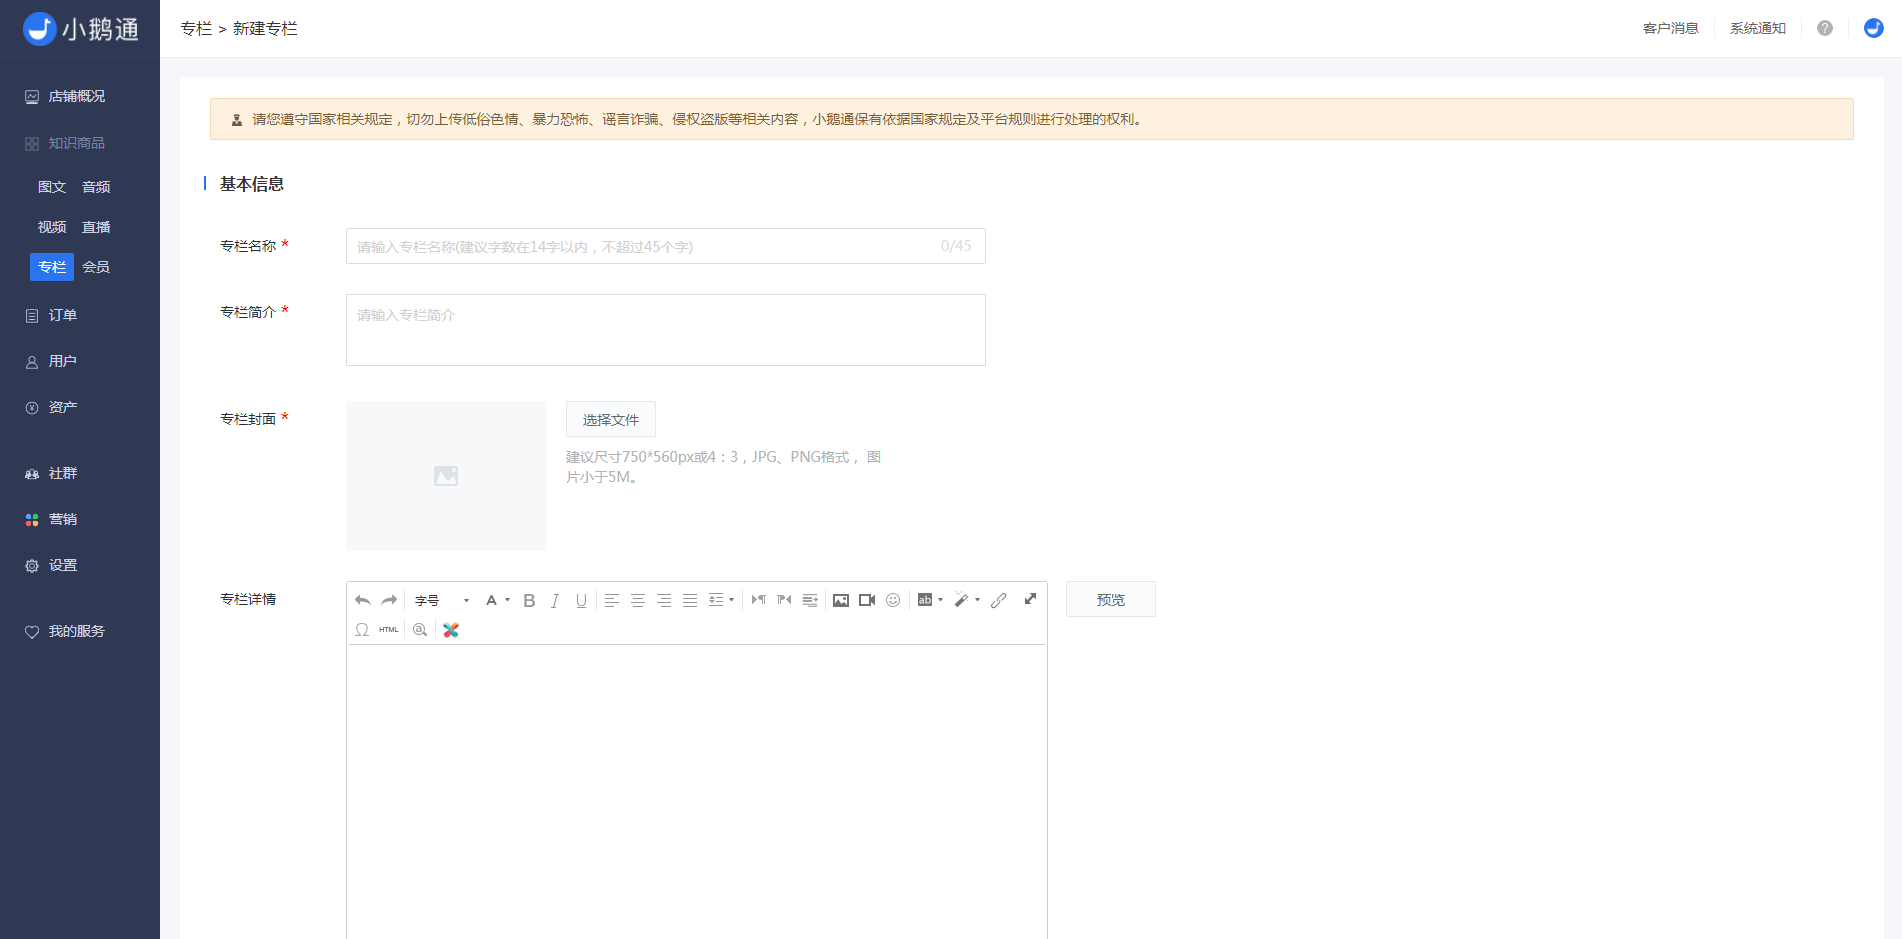 小鹅通
专栏 > 新建专栏
客户消息
系统通知
?
店铺概况
知识商品
图文 音频
视频 直播
专栏 会员
订单
用户
资产
社群
营销
设置
我的服务
请您遵守国家相关规定，切勿上传低俗色情、暴力恐怖、谣言诈骗、侵权盗版等相关内容，小鹅通保有依据国家规定及平台规则进行处理的权利。
基本信息
专栏名称 *
请输入专栏名称(建议字数在14字以内，不超过45个字)
0/45
专栏简介 *
请输入专栏简介
专栏封面 *
选择文件
建议尺寸750*560px或4：3，JPG、PNG格式， 图
片小于5M。
专栏详情
字号
A
B
I
U
ab
预览
Ω
HTML